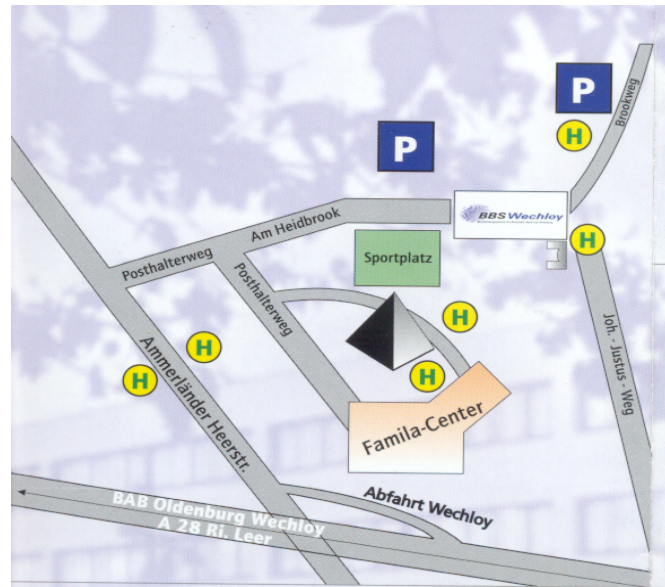 P
H
Brookweg
P
BBS Wechloy
Am Heidbrook
H
Posthalterweg
Sportplatz
Posthalterweg
H
H
H
H
Joh. - Justus - Weg
Ammerländer Heerstr.
Famila-Center
Abfahrt Wechloy
BAB Oldenburg Wechloy
A 28 Ri. Leer